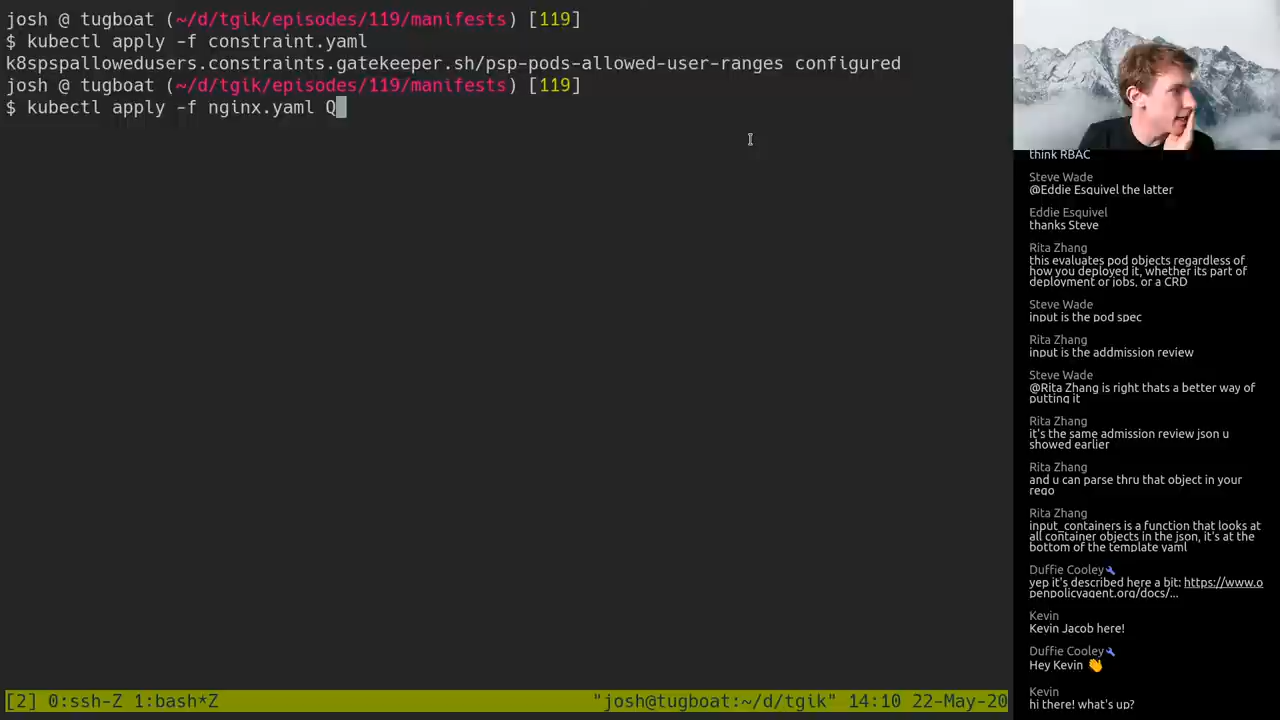 josh @ tugboat (~/d/tgik/episodes/119/manifests) [119]
$ kubectl apply -f constraint.yaml
k8spspallowedusers.constraints.gatekeeper.sh/psp-pods-allowed-user-ranges configured
josh @ tugboat (~/d/tgik/episodes/119/manifests) [119]
$ kubectl apply -f nginx.yaml Q
[2] 0:ssh-Z 1:bash*Z "josh@tugboat:~/d/tgik" 14:10 22-May-20
think RBAC
Steve Wade
@Eddie Esquivel the latter
Eddie Esquivel
thanks Steve
Rita Zhang
this evaluates pod objects regardless of
how you deployed it, whether its part of
deployment or jobs, or a CRD
Steve Wade
input is the pod spec
Rita Zhang
input is the addmission review
Steve Wade
@Rita Zhang is right thats a better way of
putting it
Rita Zhang
it's the same admission review json u
showed earlier
Rita Zhang
and u can parse thru that object in your
rego
Rita Zhang
input_containers is a function that looks at
all container objects in the json, it's at the
bottom of the template yaml
Duffie Cooley
yep it's described here a bit: https://www.o
penpolicyagent.org/docs/...
Kevin
Kevin Jacob here!
Duffie Cooley
Hey Kevin 👋
Kevin
hi there! what's up?